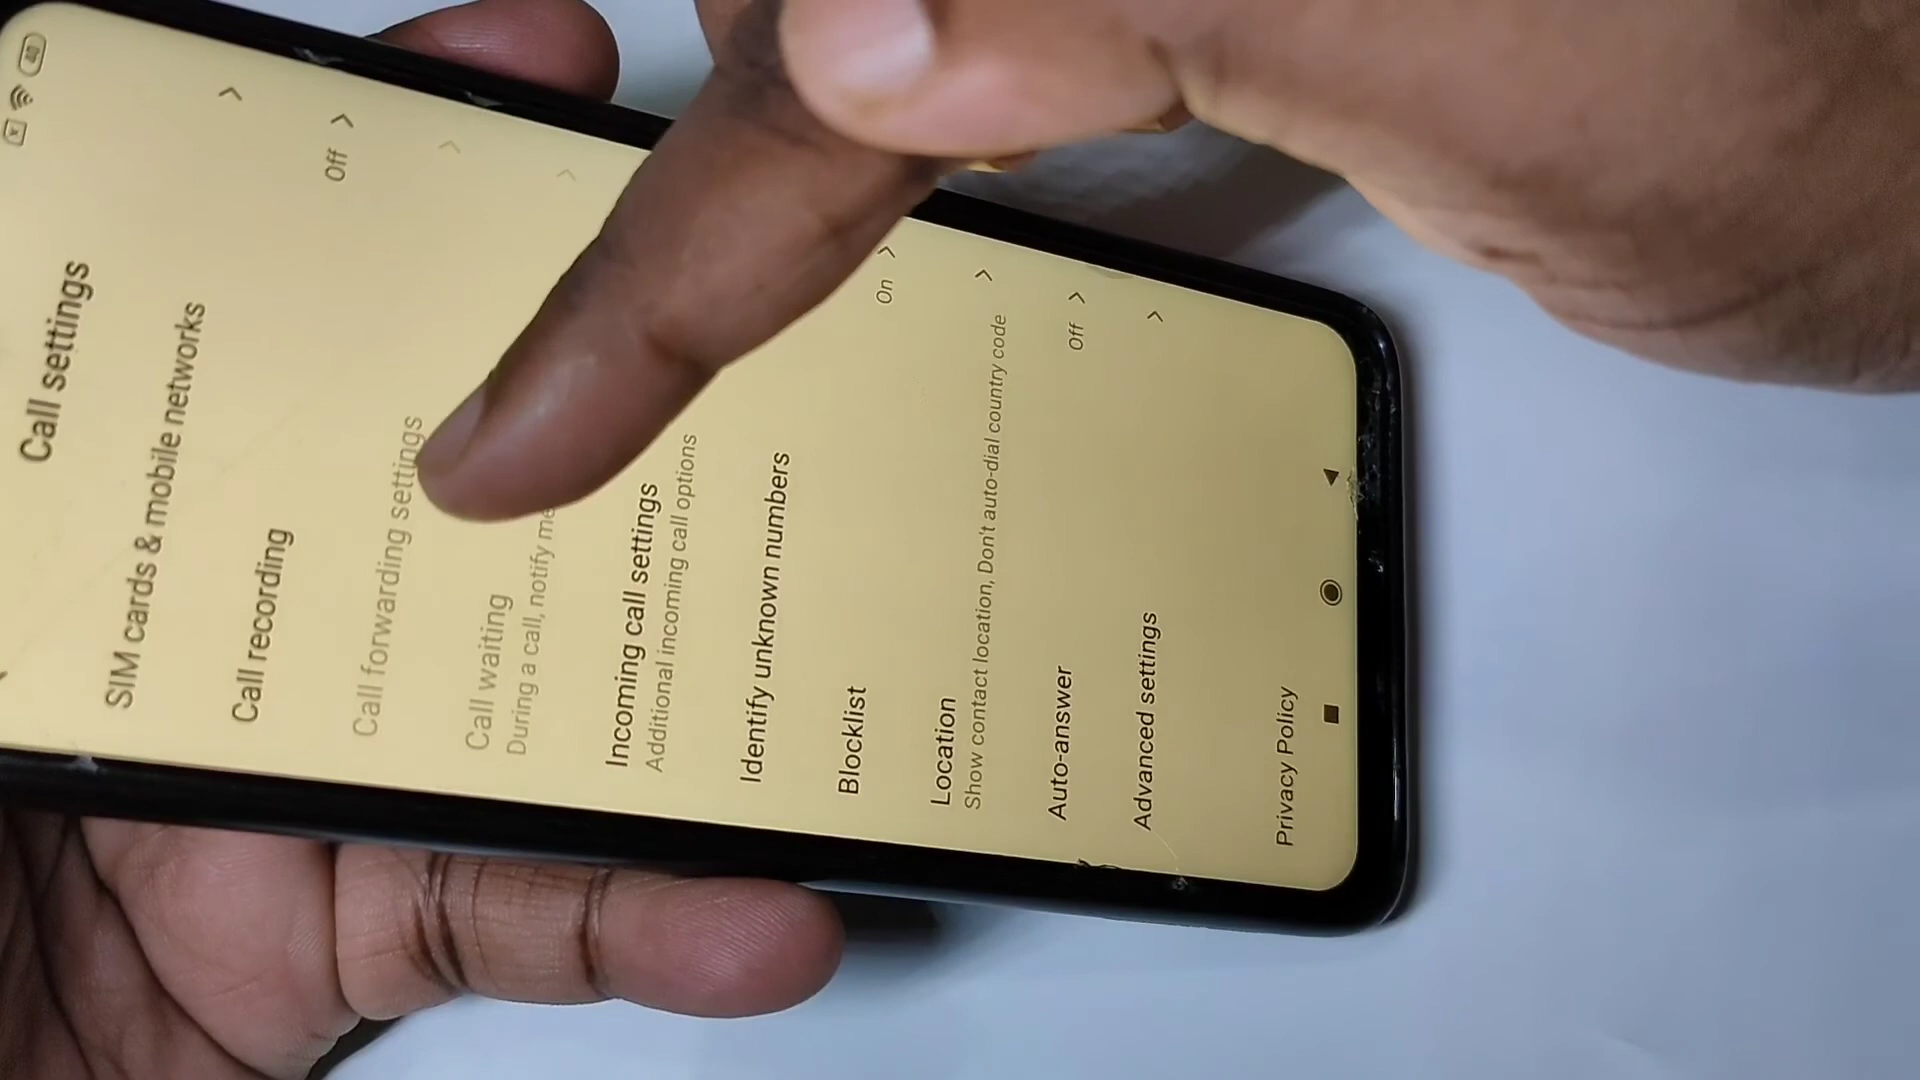 40
Call settings
SIM cards & mobile networks
Call recording
Off
Call forwarding settings
Call waiting
During a call, notify me
Incoming call settings
Additional incoming call options
Identify unknown numbers
Blocklist
On
Location
Show contact location, Don't auto-dial country code
Auto-answer
Off
Advanced settings
Privacy Policy